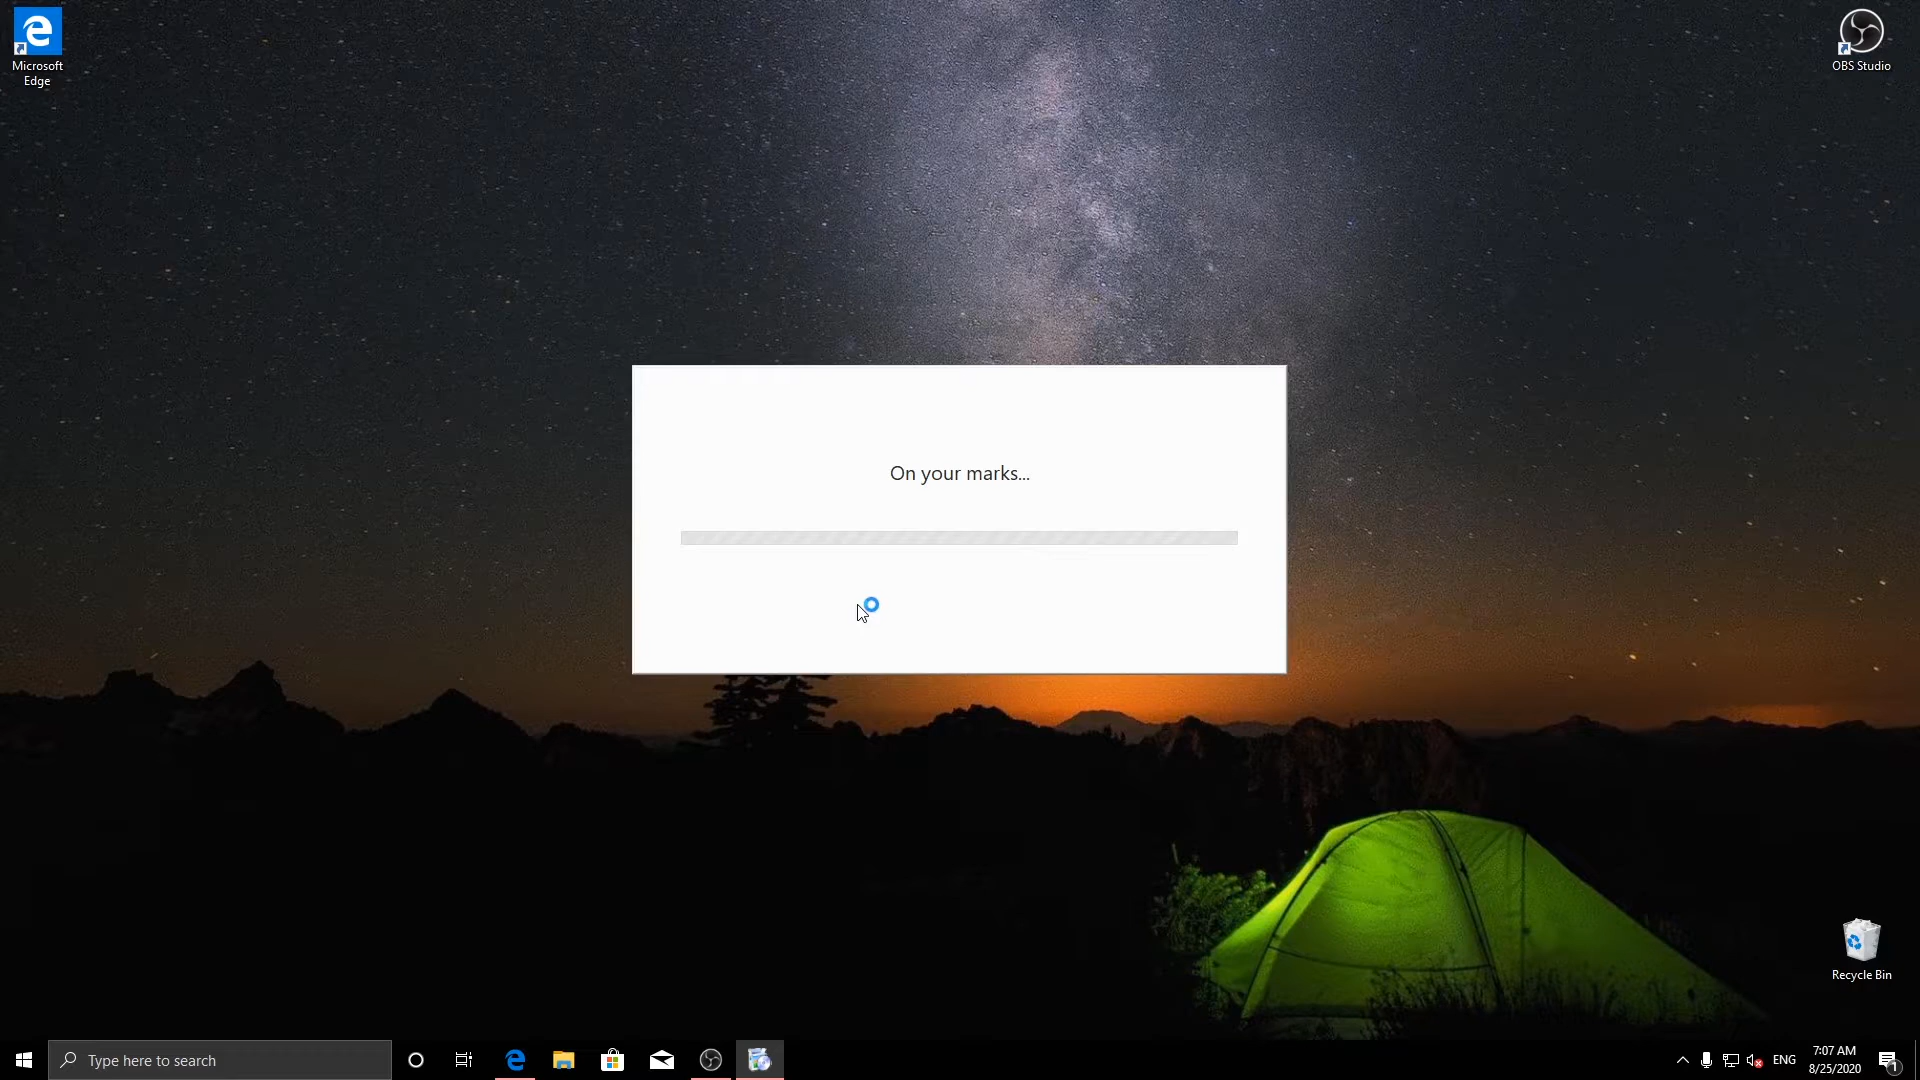 Microsoft
Edge
OBS Studio
On your marks...
Recycle Bin
Type here to search
ENG
7:07 AM
8/25/2020
1